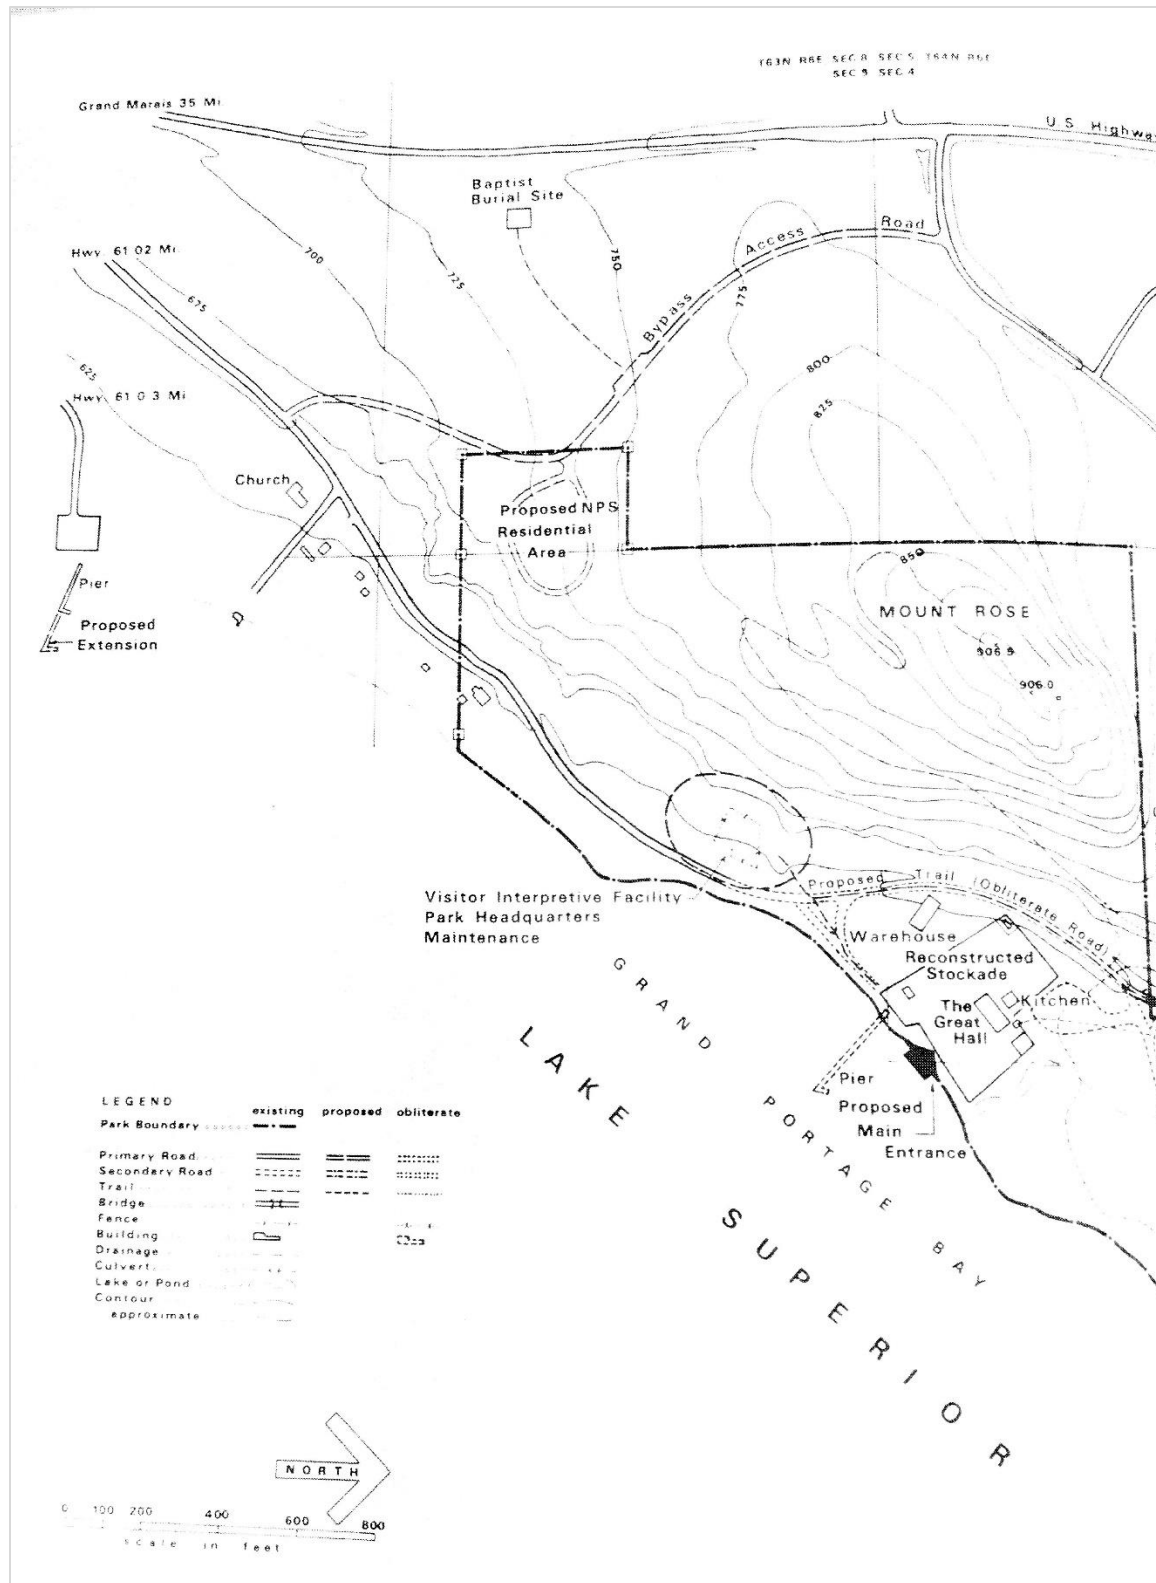 T63N R6E SEC 8 SEC 5 T64N R6E
SEC 9 SEC 4
Grand Marais 35 Mi
U.S. Highway
Baptist
Burial Site
Bypass Access Road
Hwy. 61 0.2 Mi
700
725
750
775
675
800
825
625
Hwy. 61 0.3 Mi
Church
Proposed NPS
Residential
Area
850
MOUNT ROSE
906.9
906.0
Pier
Proposed
Extension
Proposed Trail (Obliterate Road)
Visitor Interpretive Facility
Park Headquarters
Maintenance
Warehouse
Reconstructed
Stockade
The
Great
Hall
Kitchen
GRAND PORTAGE BAY
LAKE SUPERIOR
Pier
Proposed
Main
Entrance
LEGEND
existing proposed obliterate
Park Boundary
Primary Road
Secondary Road
Trail
Bridge
Fence
Building
Drainage
Culvert
Lake or Pond
Contour
approximate
NORTH
0 100 200 400 600 800
scale in feet